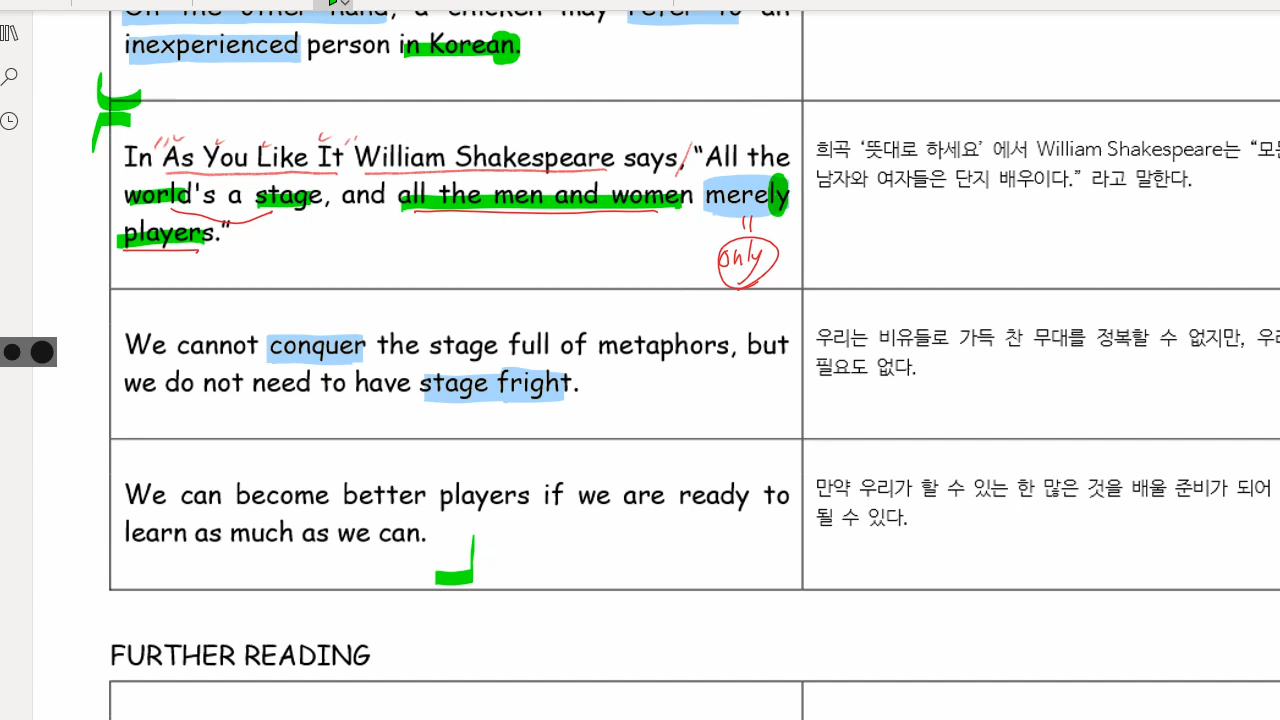 On the other hand, a chicken may refer to an
inexperienced person in Korean.
In As You Like It William Shakespeare says, “All the
world's a stage, and all the men and women merely
players.”
only
희곡 ‘뜻대로 하세요’ 에서 William Shakespeare는 “모든
남자와 여자들은 단지 배우이다.” 라고 말한다.
We cannot conquer the stage full of metaphors, but
we do not need to have stage fright.
우리는 비유들로 가득 찬 무대를 정복할 수 없지만, 우리
필요도 없다.
We can become better players if we are ready to
learn as much as we can.
만약 우리가 할 수 있는 한 많은 것을 배울 준비가 되어
될 수 있다.
FURTHER READING